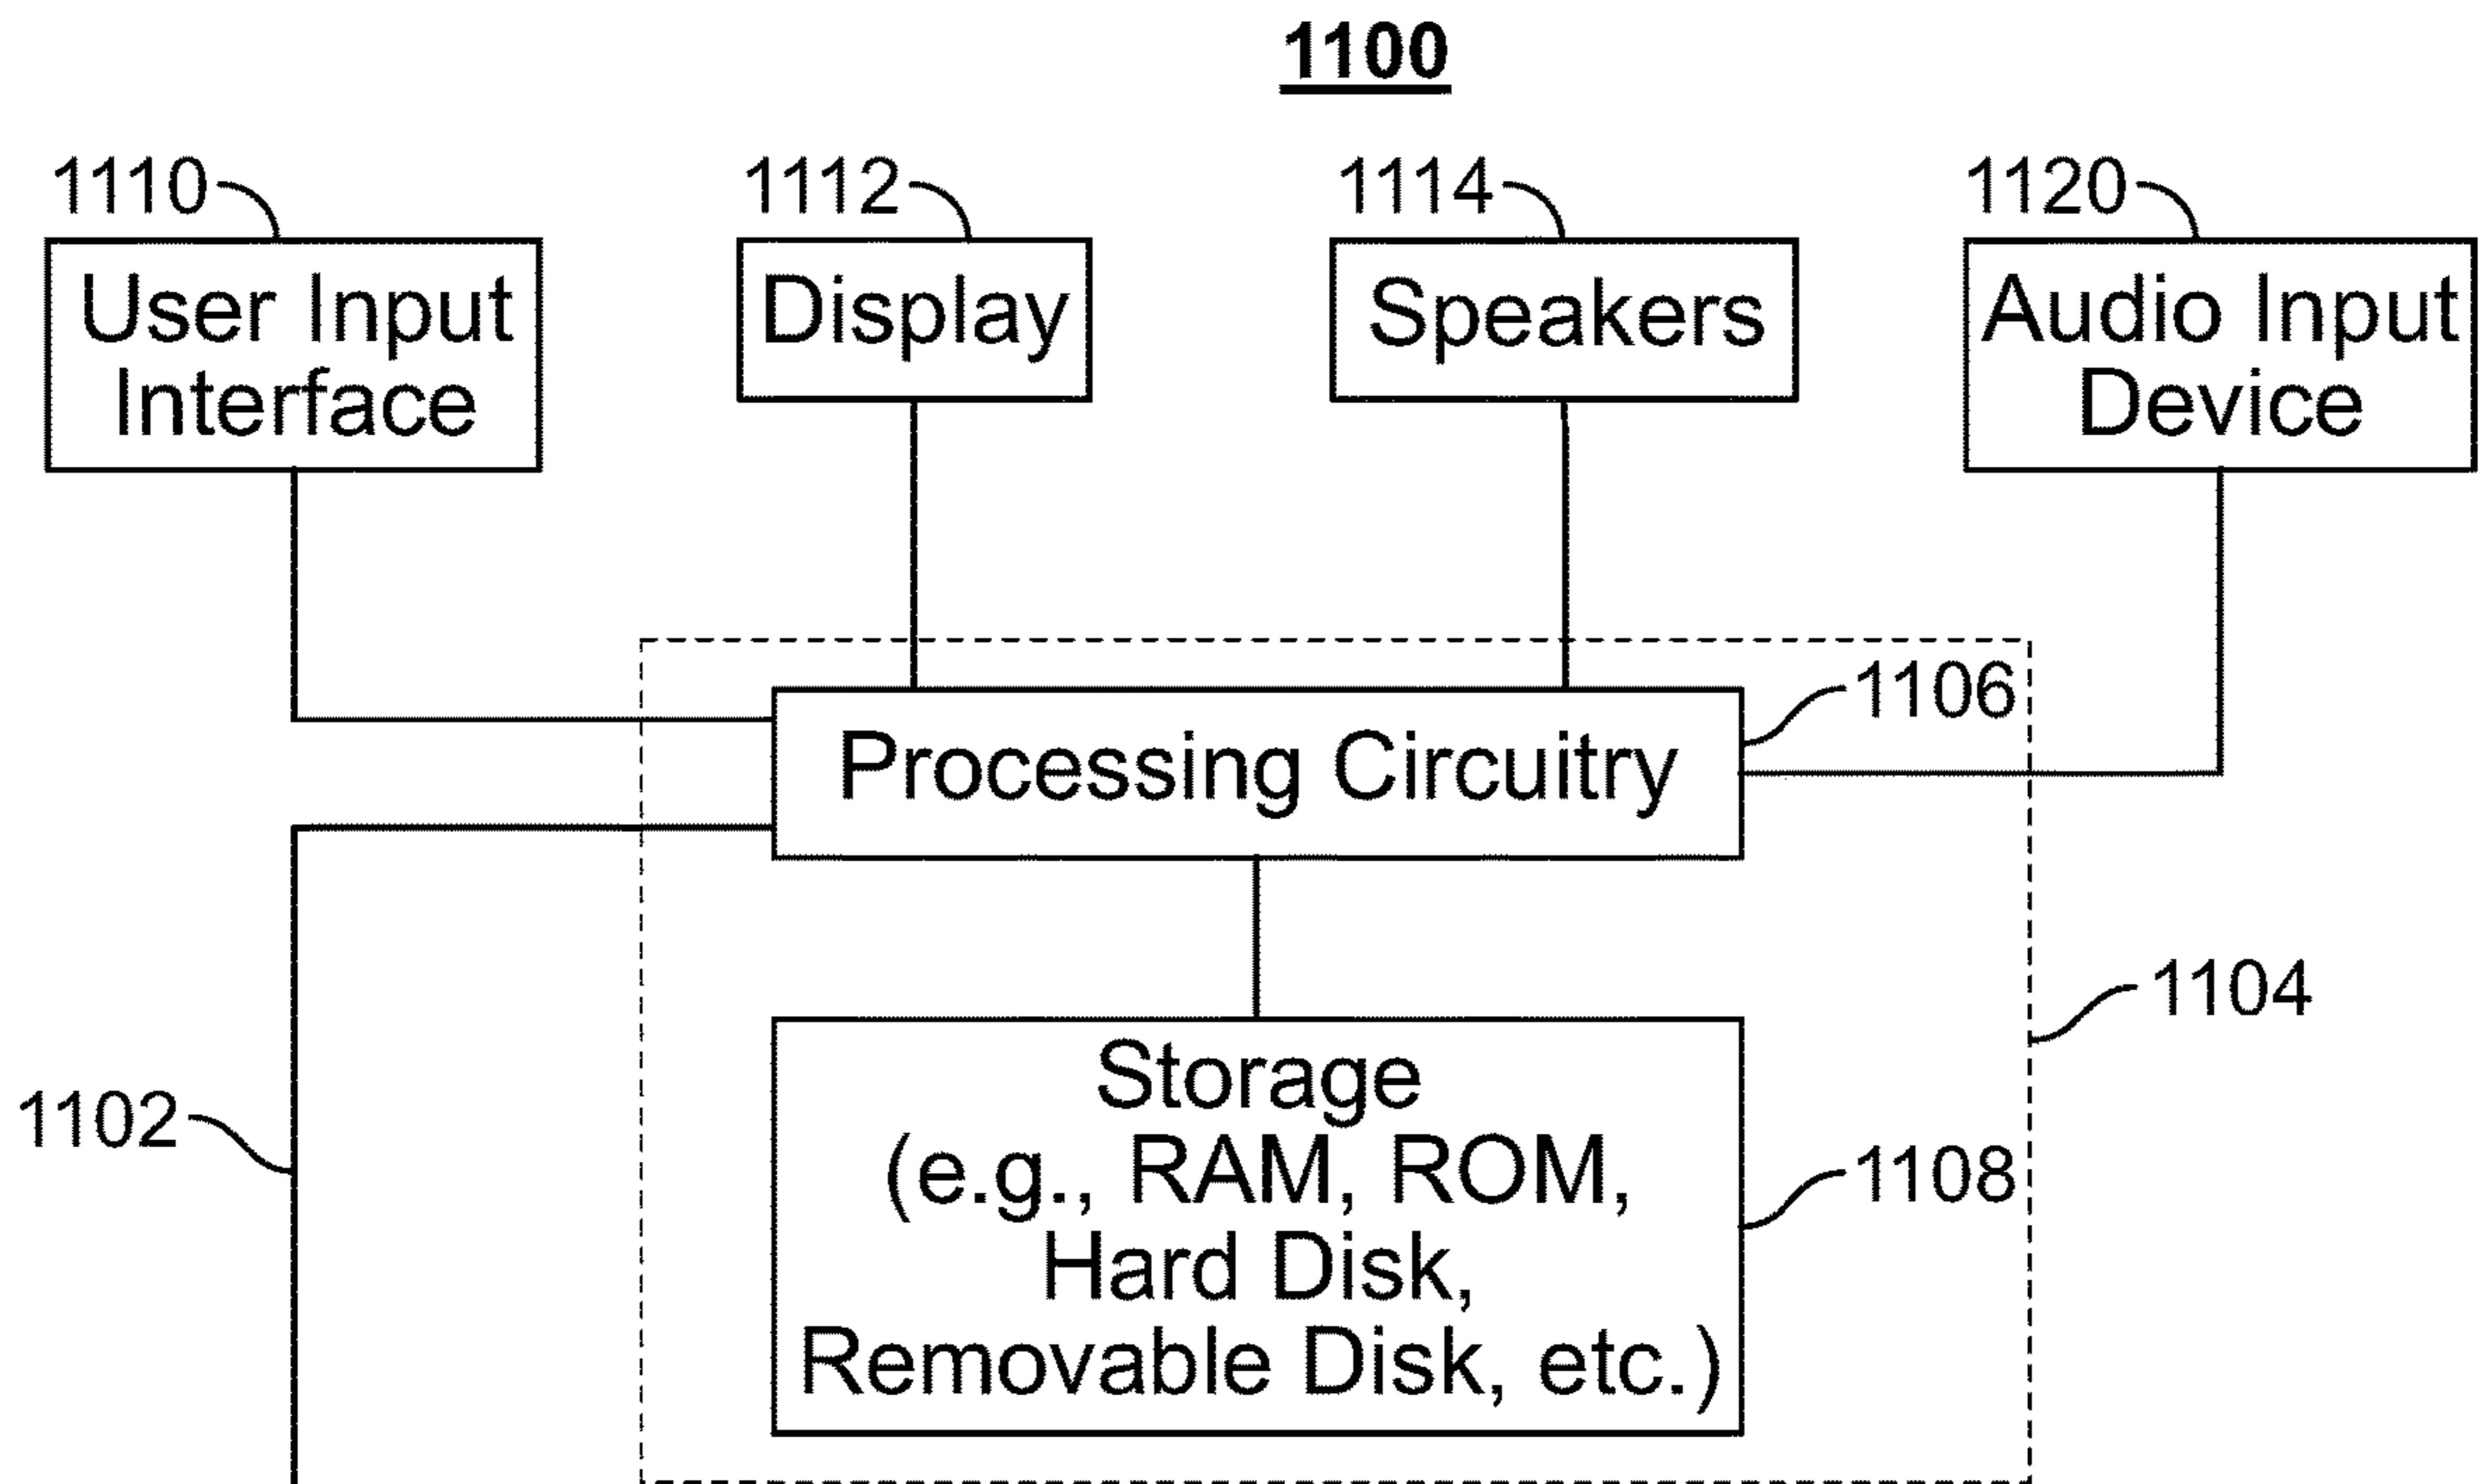 1100
1110
1112
1114
1120
User Input
Interface
Display
Speakers
Audio Input
Device
1106
Processing Circuitry
1104
1102
Storage
(e.g., RAM, ROM,
Hard Disk,
Removable Disk, etc.)
1108